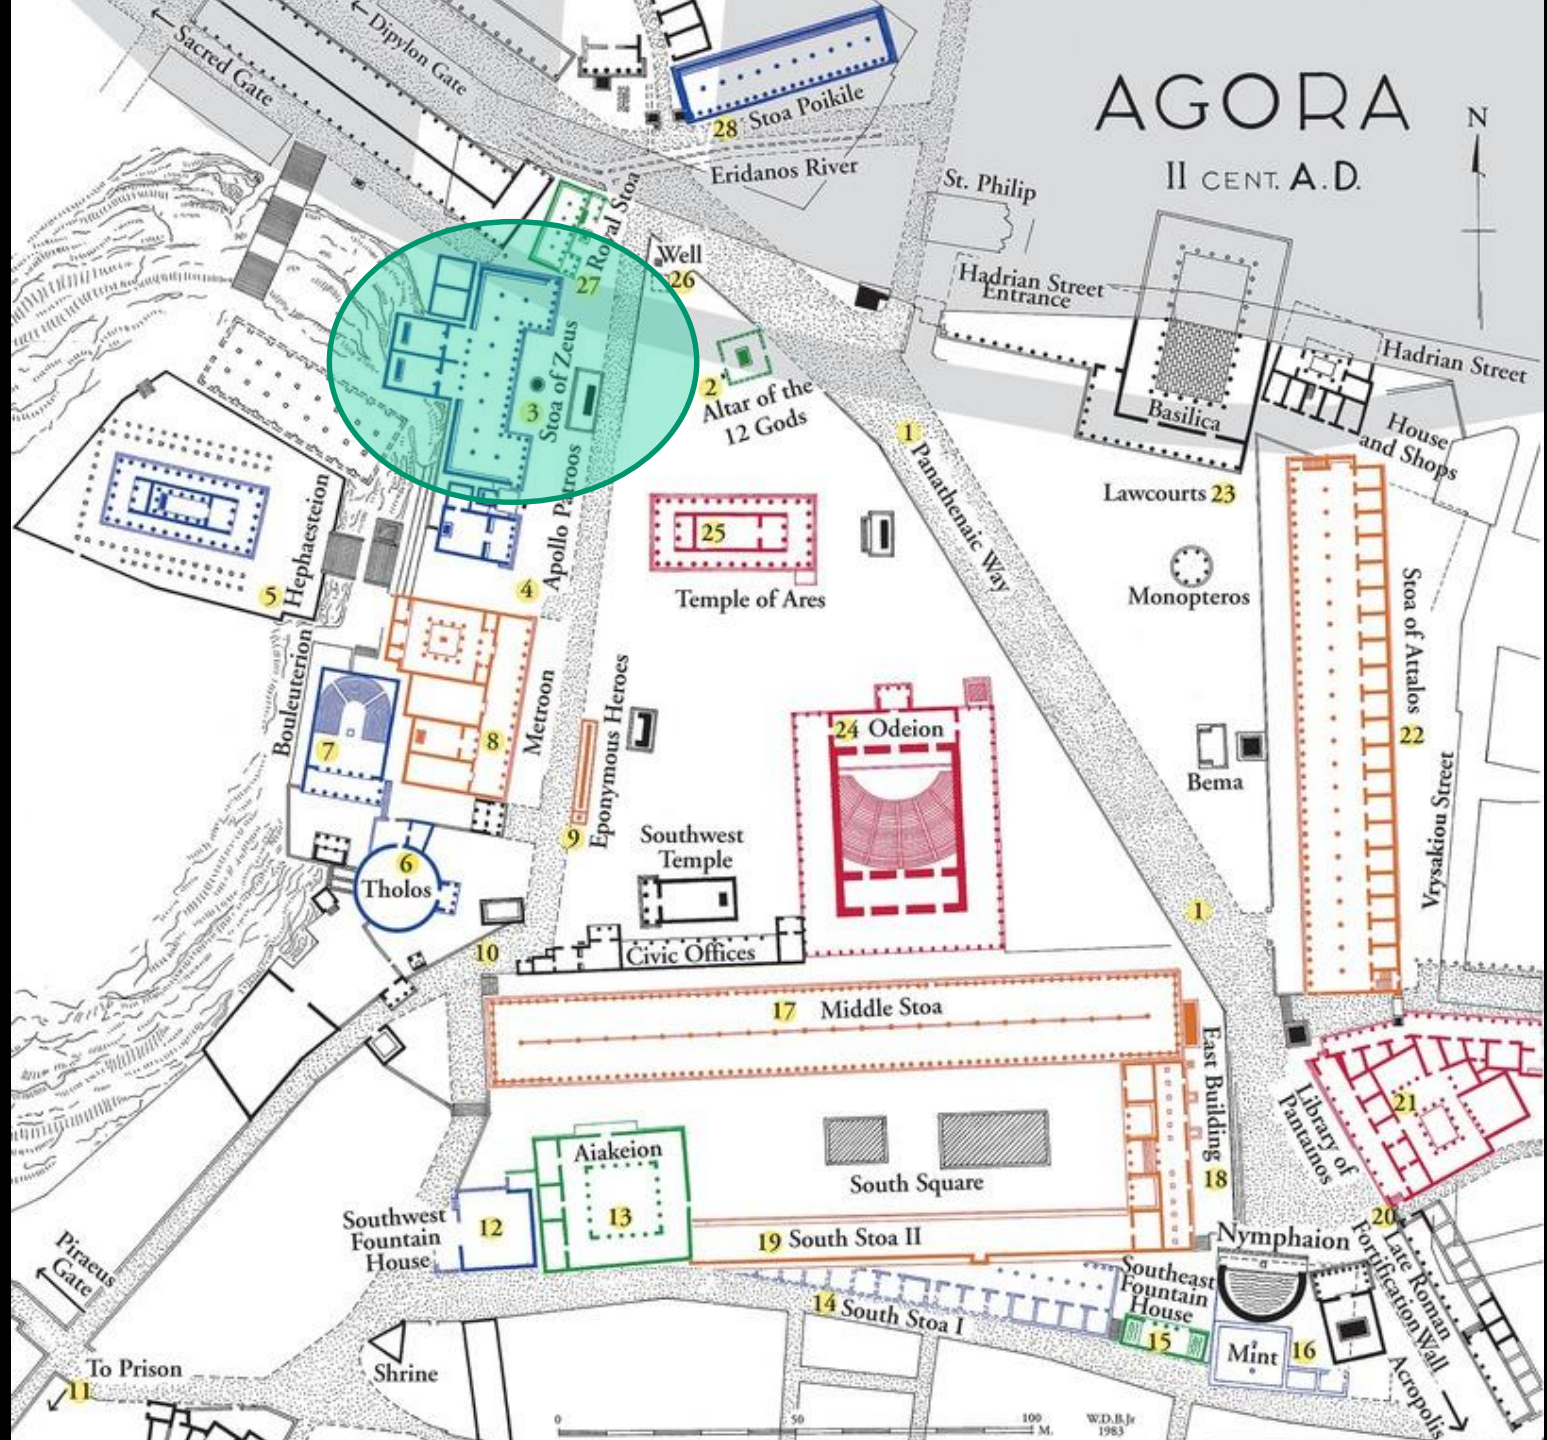 ← Dipylon Gate
← Sacred Gate
28 Stoa Poikile
Eridanos River
AGORA
II CENT. A.D.
N
St. Philip
Royal Stoa
27
Well
26
Hadrian Street
Entrance
Hadrian Street
2
Altar of the
12 Gods
3
Stoa of Zeus
1
Panathenaic Way
Basilica
House
and Shops
Lawcourts 23
Apollo Patroos
4
25
Temple of Ares
Monopteros
Hephaesteion
5
Stoa of Attalos
22
Bouleuterion
7
8
Metroon
Eponymous Heroes
9
24 Odeion
Bema
Vrysakiou Street
Southwest
Temple
6
Tholos
1
10
Civic Offices
17 Middle Stoa
East Building
18
Library of
Pantainos
21
Aiakeion
13
South Square
Southwest
Fountain
House
12
19 South Stoa II
20
Late Roman
Fortification Wall
Nymphaion
Southeast
Fountain
House
15
14 South Stoa I
Mint
16
Piraeus
Gate
To Prison
11
Shrine
Acropolis
0 50 100
M.
W.D.B.Jr
1983